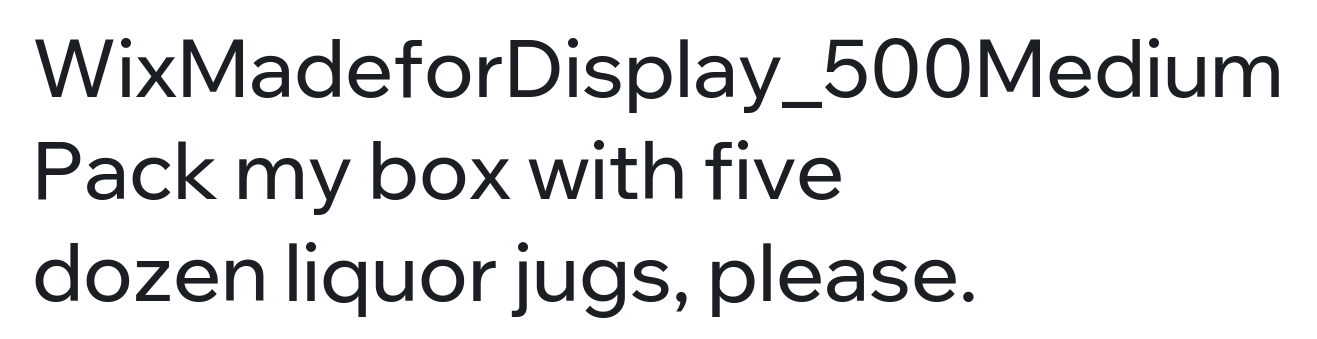 WixMadeforDisplay_500Medium
Pack my box with five
dozen liquor jugs, please.